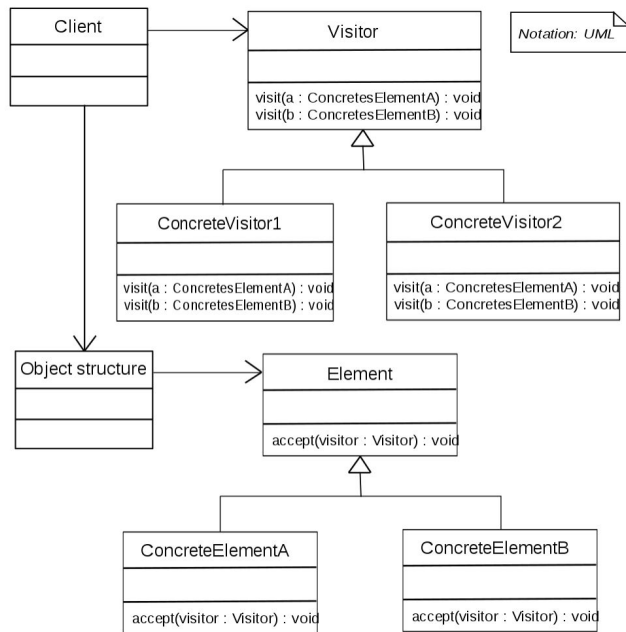 Client
Visitor
Notation: UML
visit(a : ConcretesElementA) : void
visit(b : ConcretesElementB) : void
ConcreteVisitor1
ConcreteVisitor2
visit(a : ConcretesElementA) : void
visit(b : ConcretesElementB) : void
visit(a : ConcretesElementA) : void
visit(b : ConcretesElementB) : void
Object structure
Element
accept(visitor : Visitor) : void
ConcreteElementA
ConcreteElementB
accept(visitor : Visitor) : void
accept(visitor : Visitor) : void